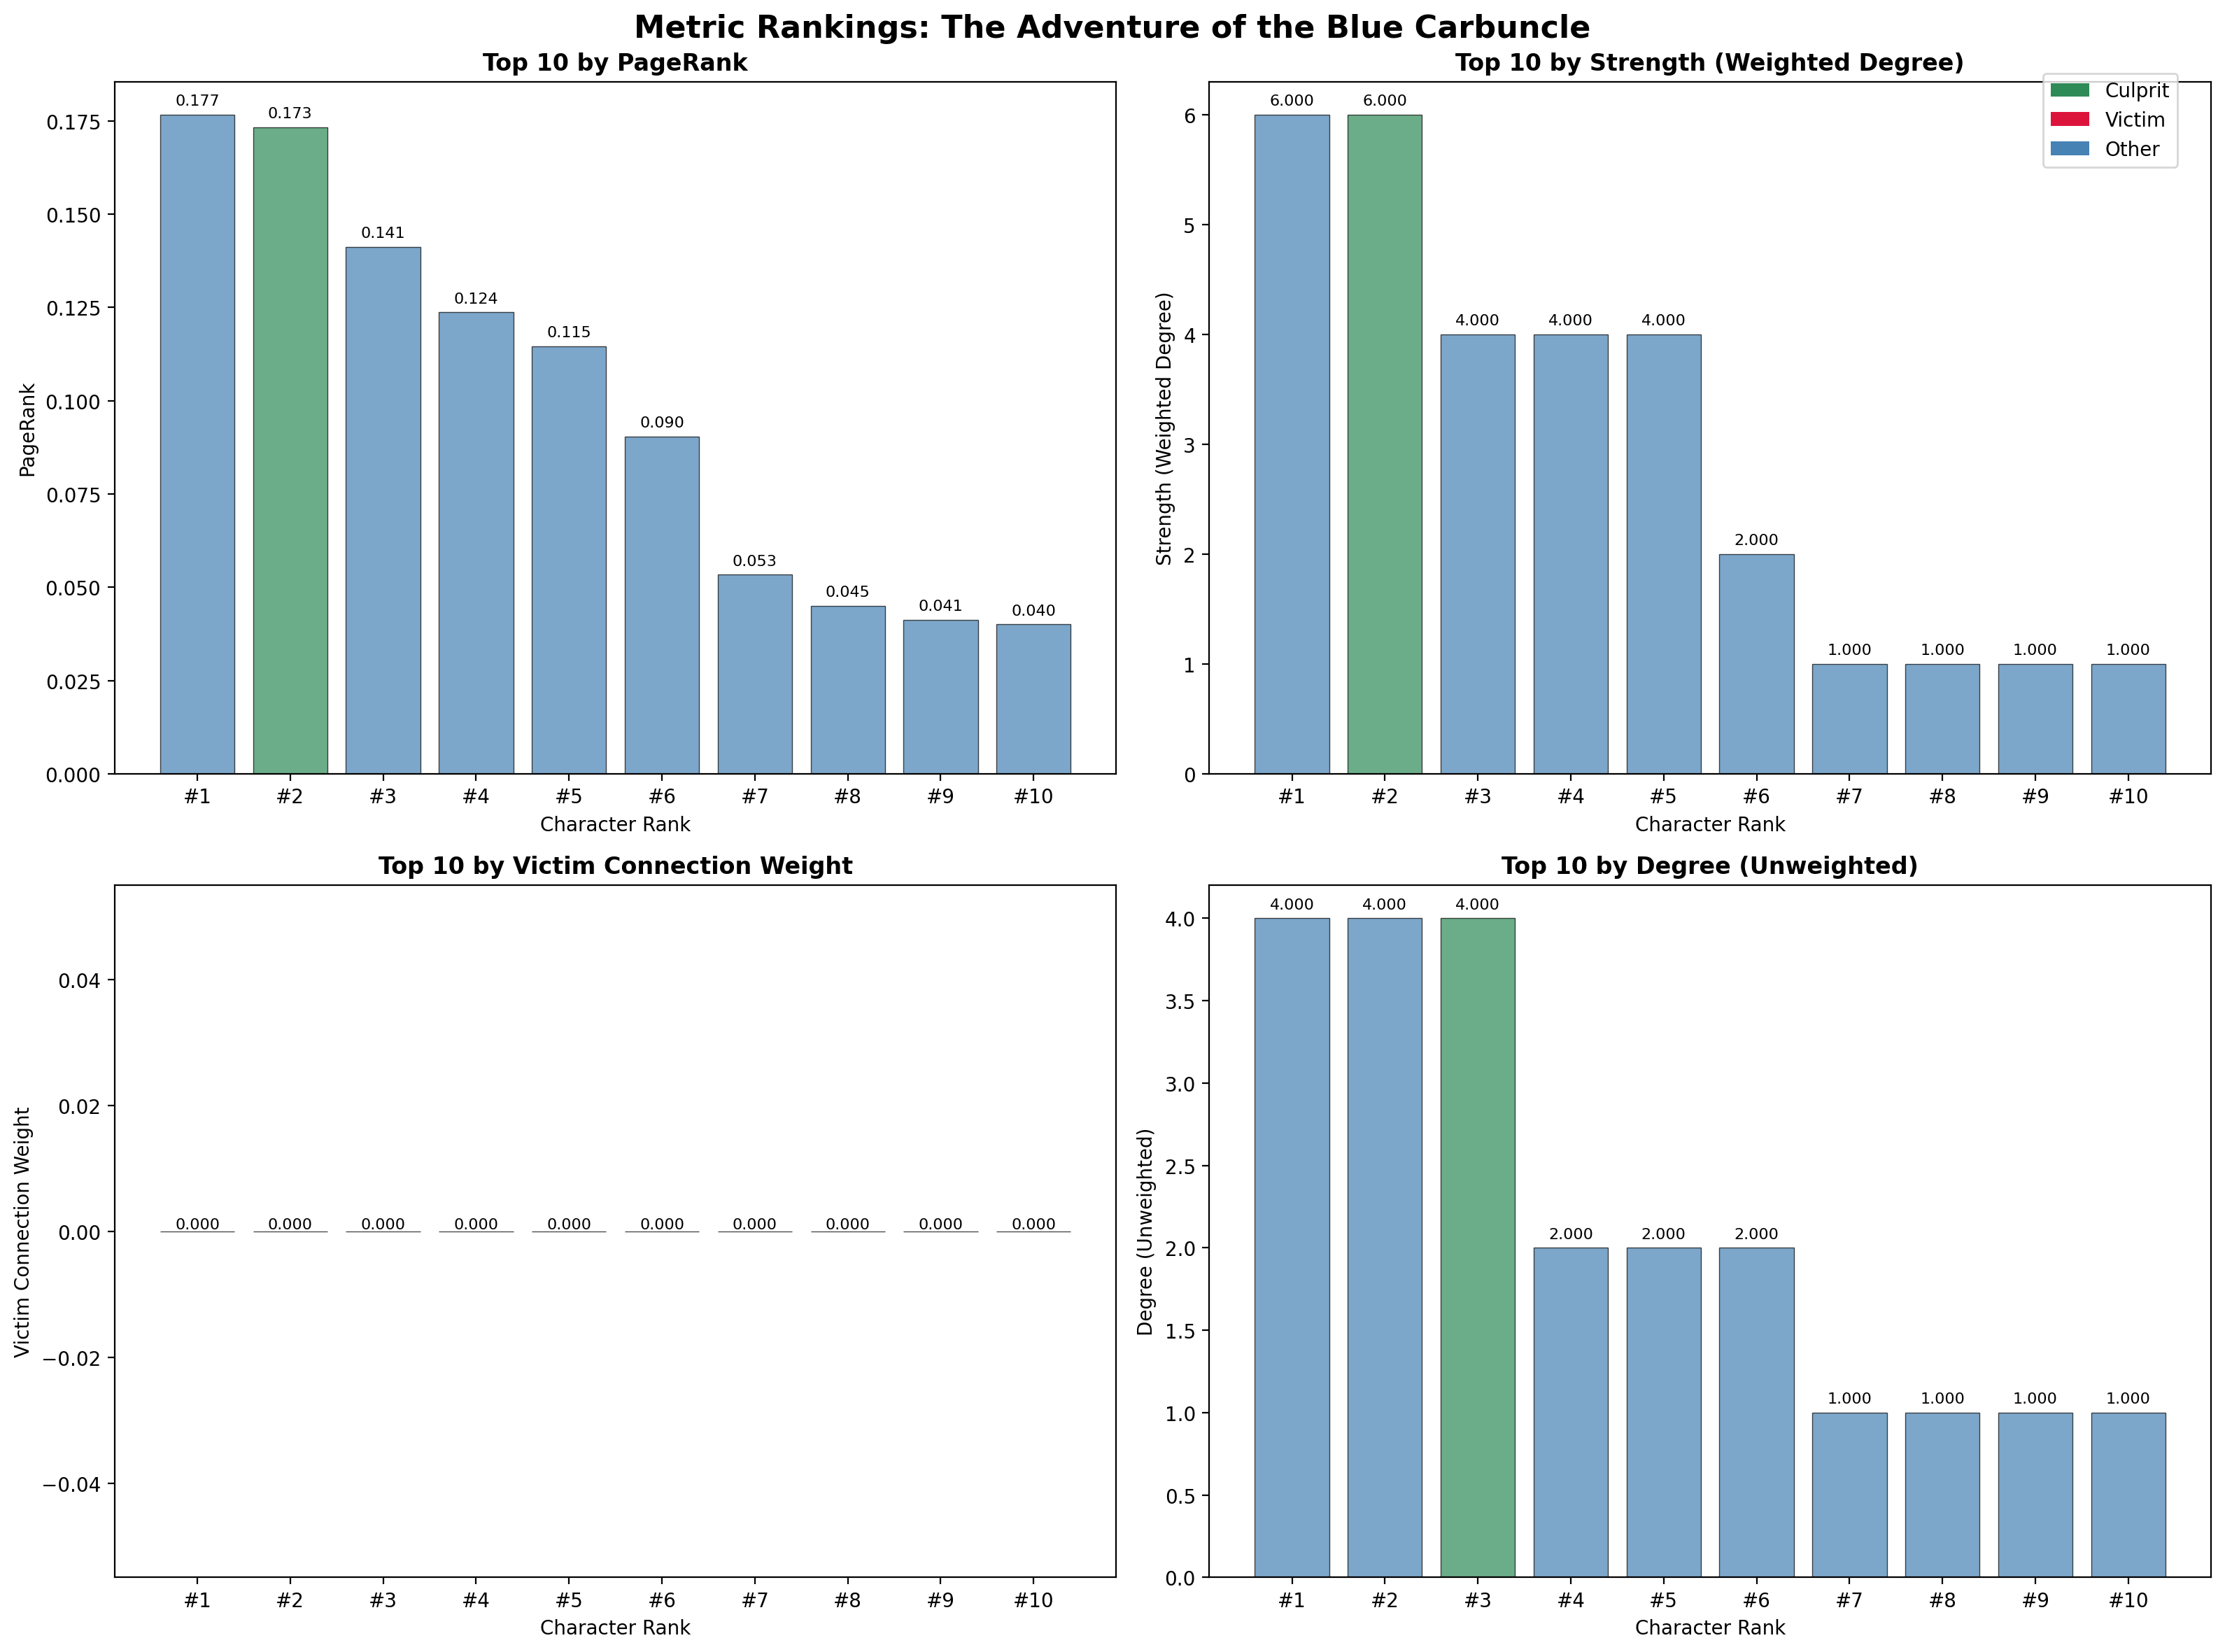 Metric Rankings: The Adventure of the Blue Carbuncle
Top 10 by PageRank
PageRank
0.175
0.150
0.125
0.100
0.075
0.050
0.025
0.000
0.177
0.173
0.141
0.124
0.115
0.090
0.053
0.045
0.041
0.040
#1 #2 #3 #4 #5 #6 #7 #8 #9 #10
Character Rank
Top 10 by Strength (Weighted Degree)
Culprit
Victim
Other
Strength (Weighted Degree)
6
5
4
3
2
1
0
6.000 6.000
4.000 4.000 4.000
2.000
1.000 1.000 1.000 1.000
#1 #2 #3 #4 #5 #6 #7 #8 #9 #10
Character Rank
Top 10 by Victim Connection Weight
Victim Connection Weight
0.04
0.02
0.00
−0.02
−0.04
0.000 0.000 0.000 0.000 0.000 0.000 0.000 0.000 0.000 0.000
#1 #2 #3 #4 #5 #6 #7 #8 #9 #10
Character Rank
Top 10 by Degree (Unweighted)
Degree (Unweighted)
4.0
3.5
3.0
2.5
2.0
1.5
1.0
0.5
0.0
4.000 4.000 4.000
2.000 2.000 2.000
1.000 1.000 1.000 1.000
#1 #2 #3 #4 #5 #6 #7 #8 #9 #10
Character Rank